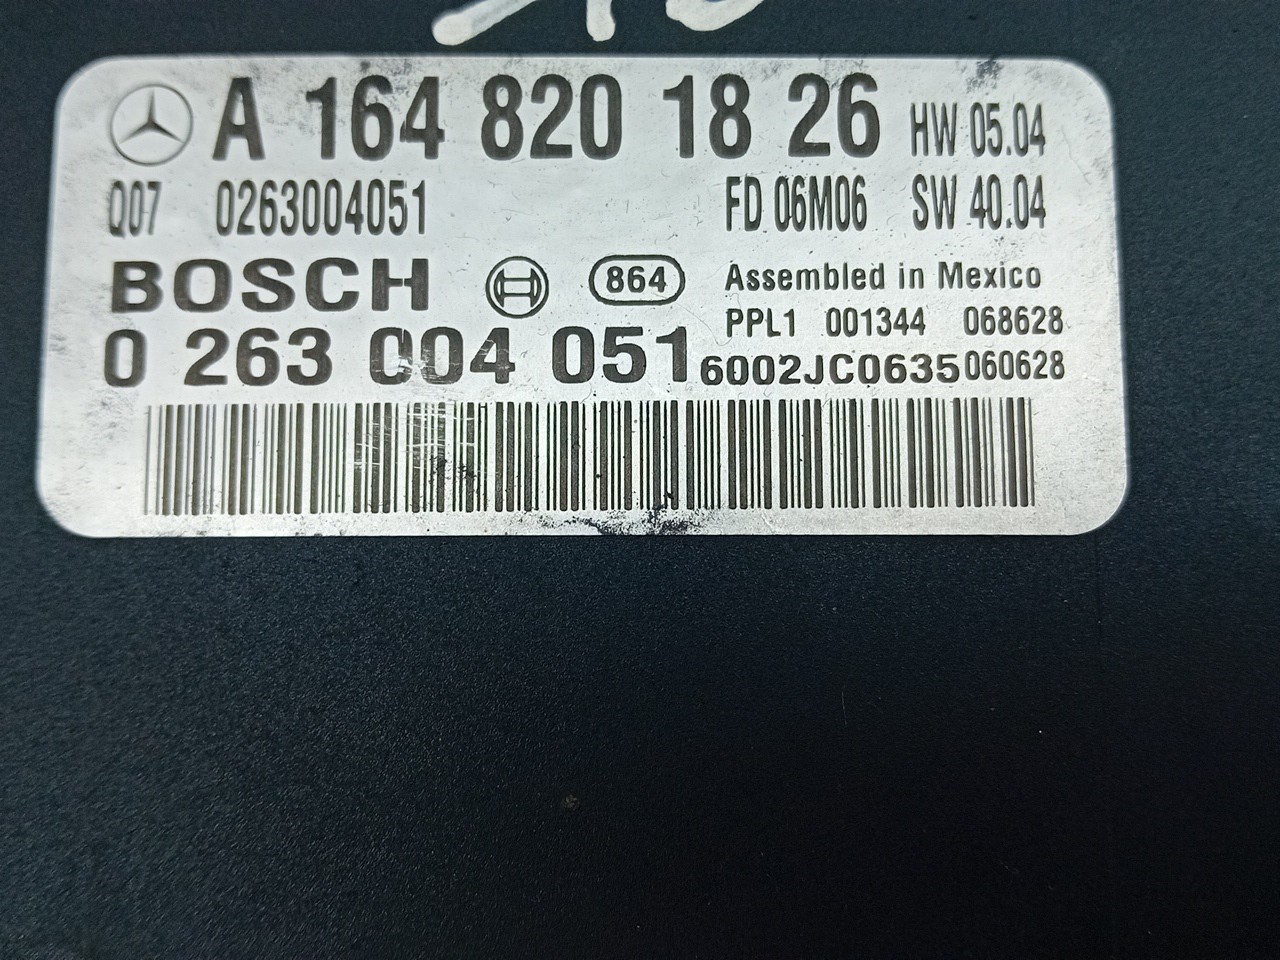 A 164 820 18 26 HW 05.04
Q07 0263004051 FD 06M06 SW 40.04
BOSCH 864 Assembled in Mexico
PPL1 001344 068628
0 263 004 051 6002JC0635 060628